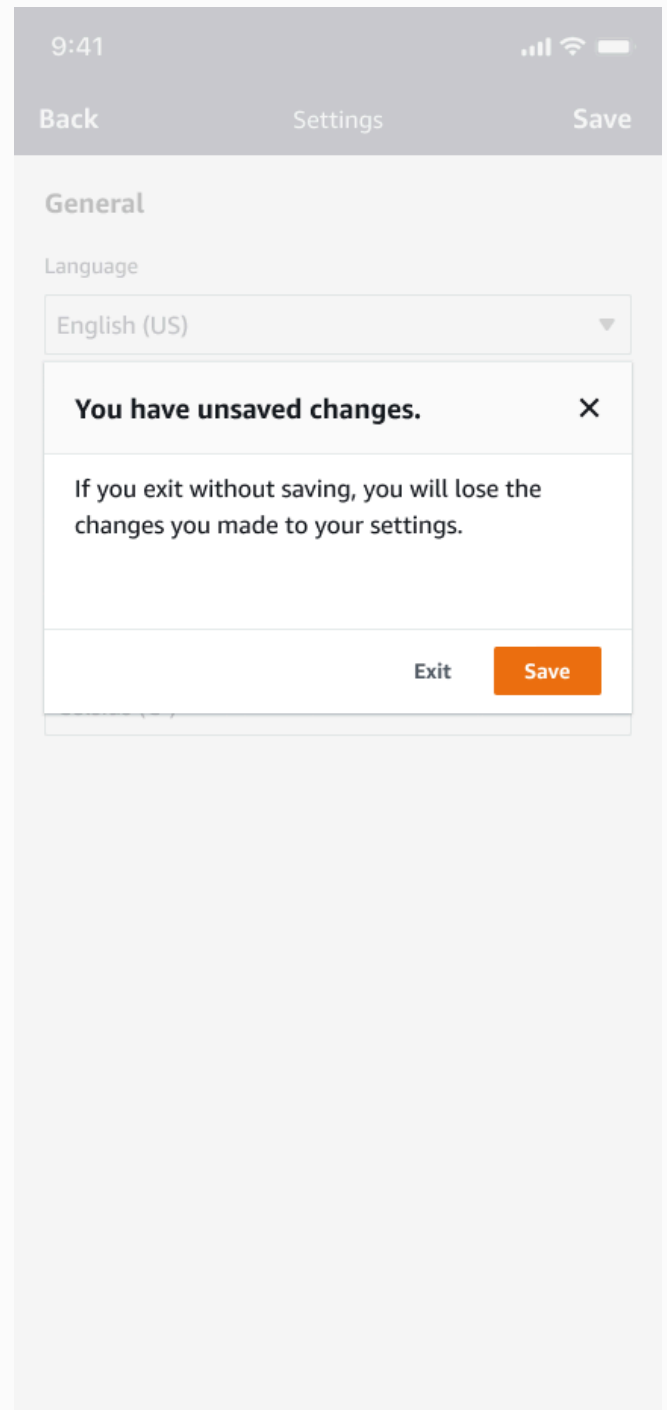 9:41
Back Settings Save
General
Language
English (US)
You have unsaved changes.
If you exit without saving, you will lose the
changes you made to your settings.
Exit Save